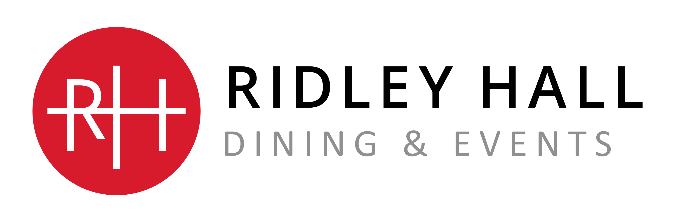 RH
RIDLEY HALL
DINING & EVENTS